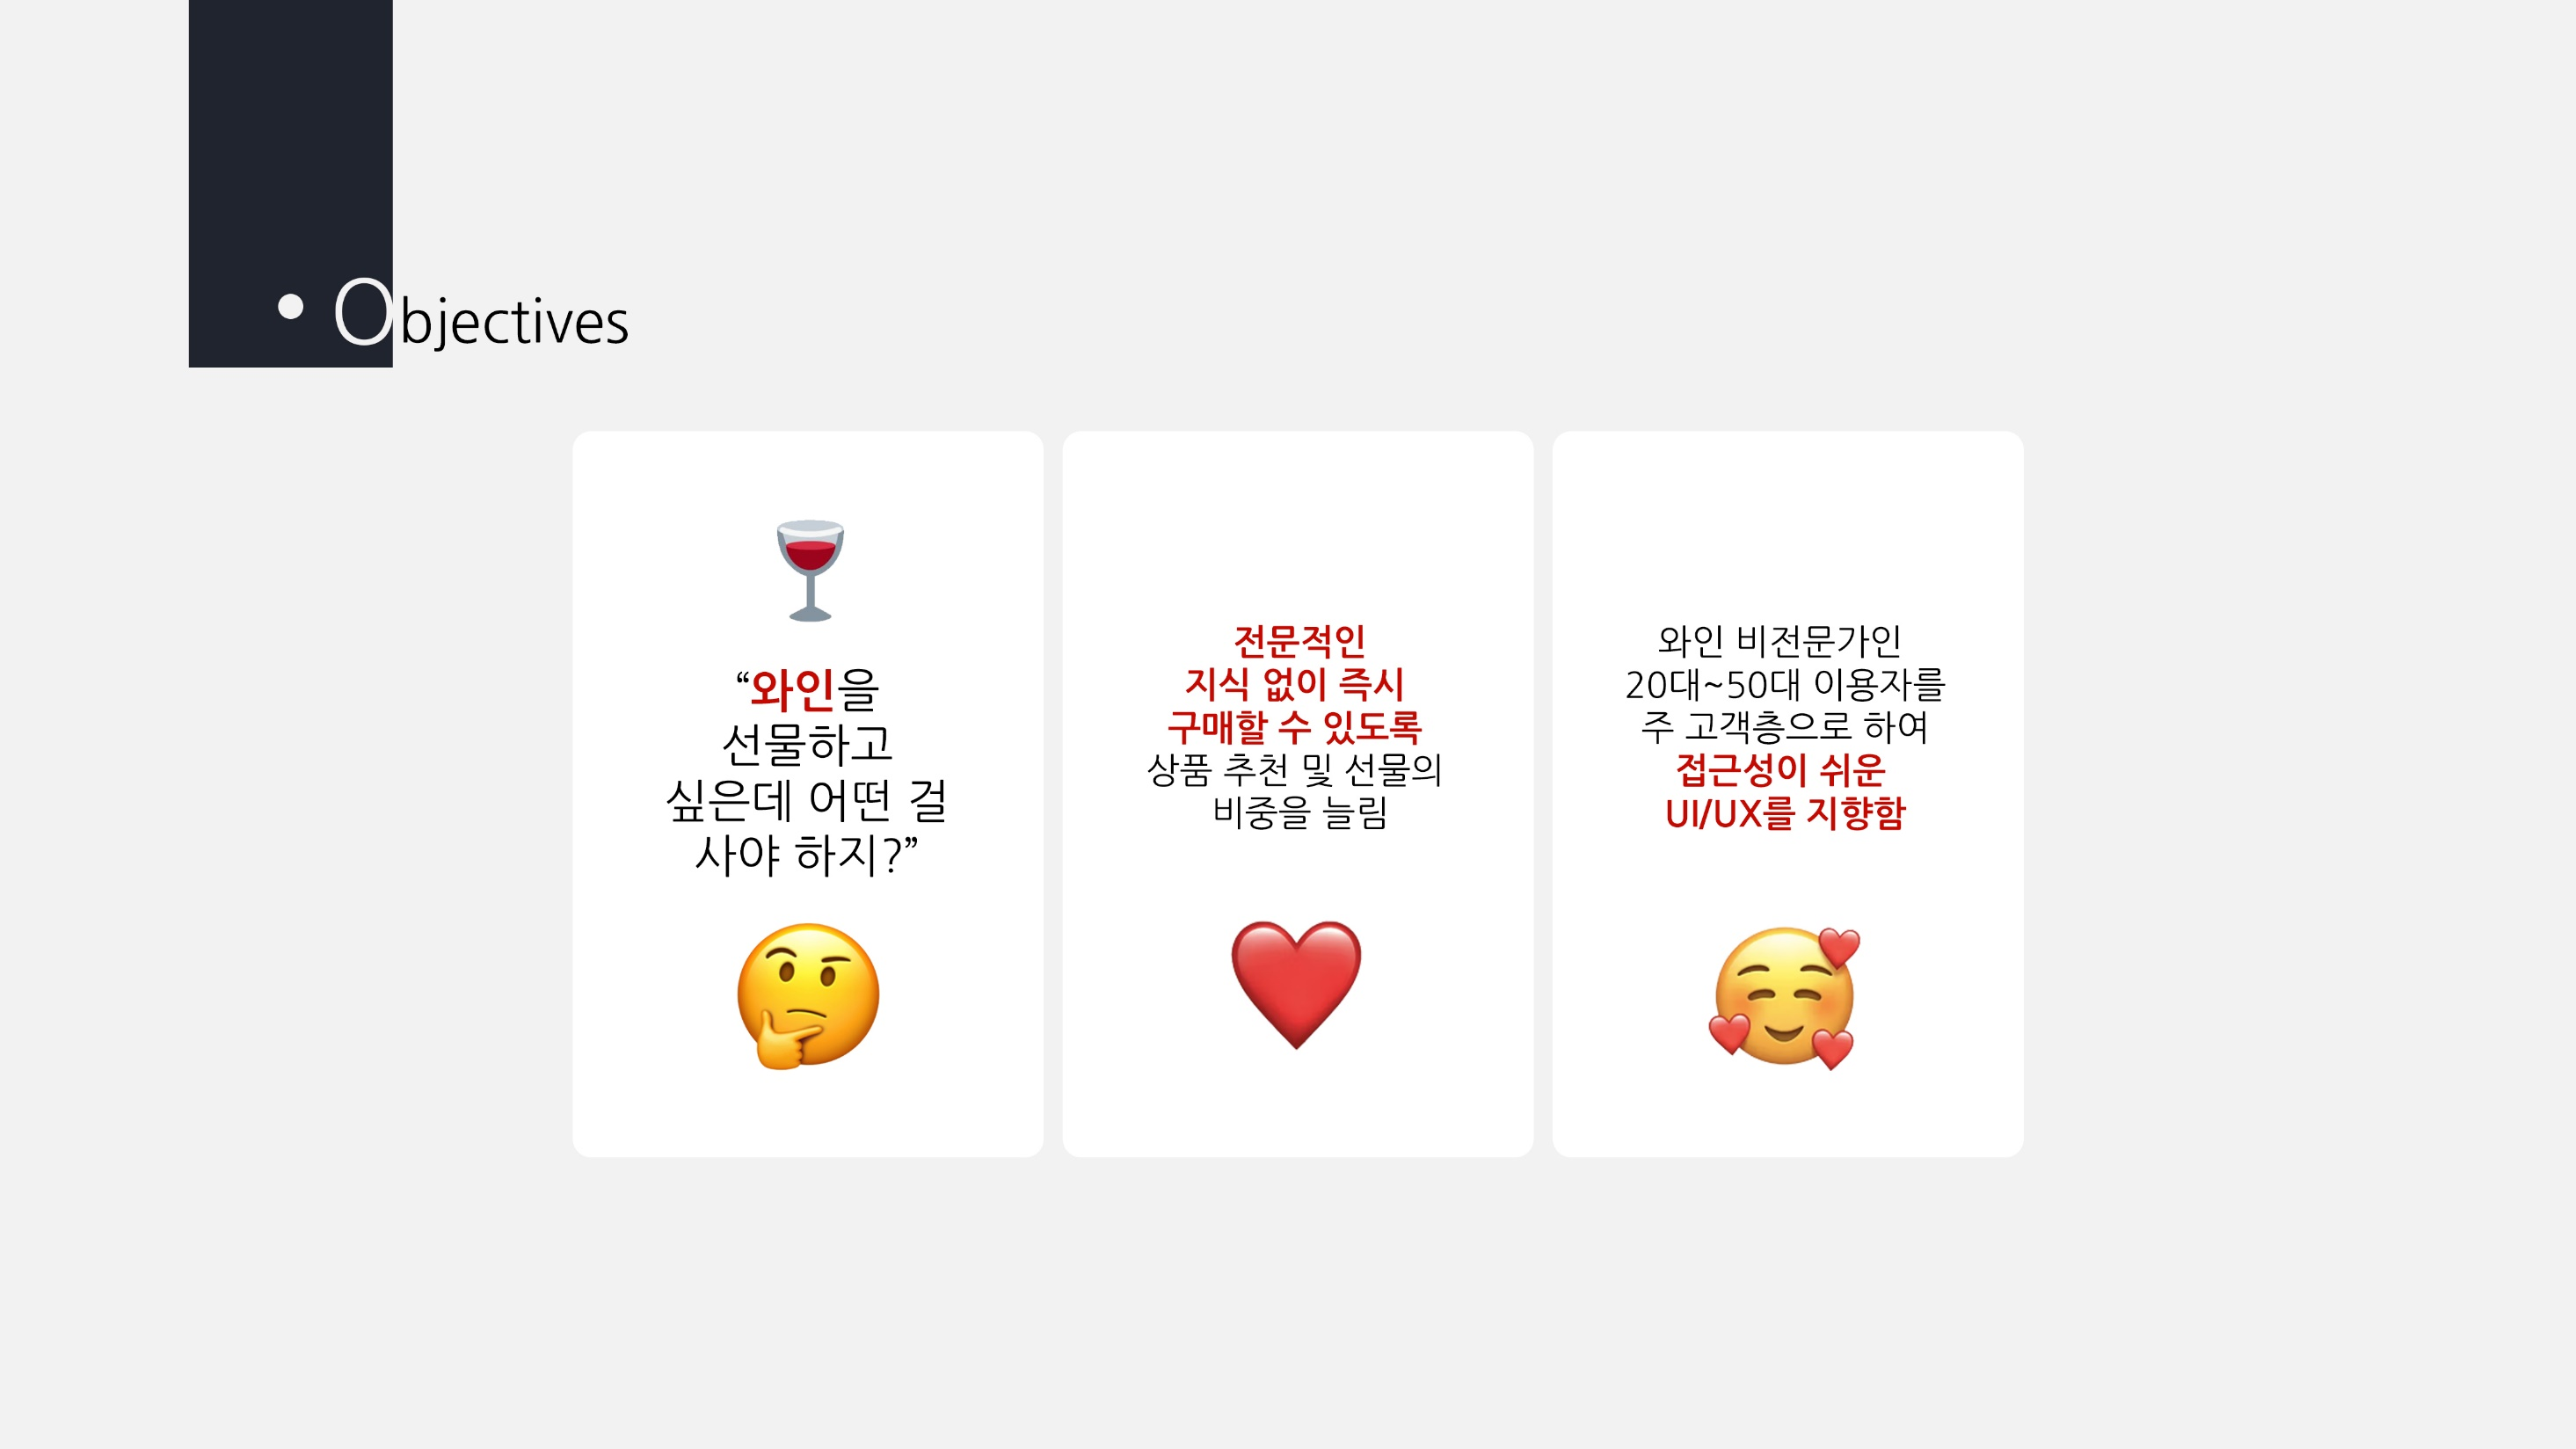 • Objectives
“와인을
선물하고
싶은데 어떤 걸
사야 하지?”
전문적인
지식 없이 즉시
구매할 수 있도록
상품 추천 및 선물의
비중을 늘림
와인 비전문가인
20대~50대 이용자를
주 고객층으로 하여
접근성이 쉬운
UI/UX를 지향함